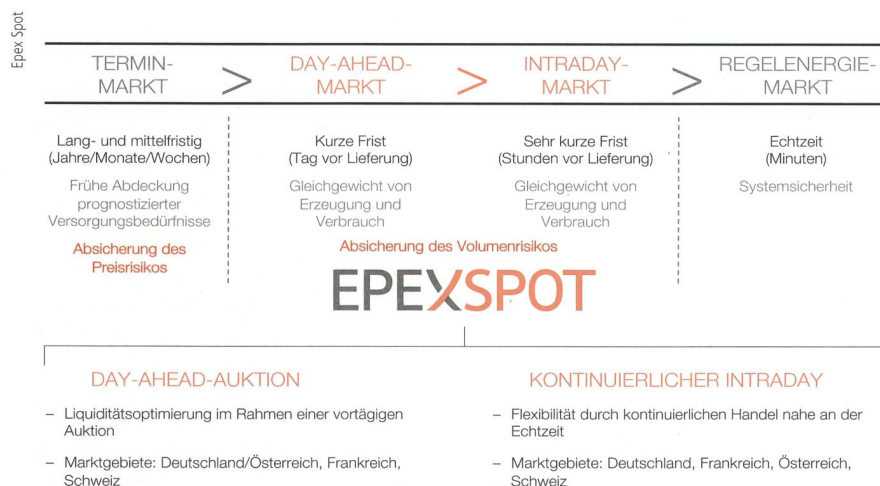 Epex Spot
TERMIN-
MARKT
>
DAY-AHEAD-
MARKT
>
INTRADAY-
MARKT
>
REGELENERGIE-
MARKT
Lang- und mittelfristig
(Jahre/Monate/Wochen)
Frühe Abdeckung
prognostizierter
Versorgungsbedürfnisse
Absicherung des
Preisrisikos
Kurze Frist
(Tag vor Lieferung)
Gleichgewicht von
Erzeugung und
Verbrauch
Sehr kurze Frist
(Stunden vor Lieferung)
Gleichgewicht von
Erzeugung und
Verbrauch
Absicherung des Volumenrisikos
Echtzeit
(Minuten)
Systemsicherheit
EPEXSPOT
DAY-AHEAD-AUKTION
– Liquiditätsoptimierung im Rahmen einer vortägigen
Auktion
– Marktgebiete: Deutschland/Österreich, Frankreich,
Schweiz
KONTINUIERLICHER INTRADAY
– Flexibilität durch kontinuierlichen Handel nahe an der
Echtzeit
– Marktgebiete: Deutschland, Frankreich, Österreich,
Schweiz